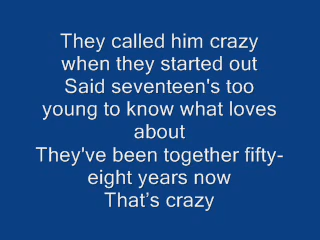 They called him crazy
when they started out
Said seventeen's too
young to know what loves
about
They've been together fifty-
eight years now
That’s crazy